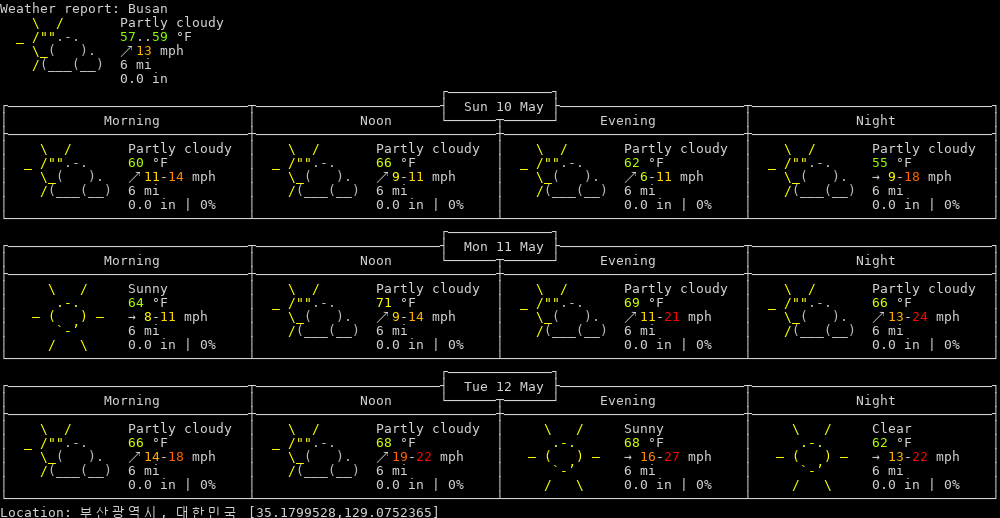 Weather report: Busan
Partly cloudy
57..59 °F
↗13 mph
6 mi
0.0 in
Sun 10 May
Morning Noon Evening Night
Partly cloudy Partly cloudy Partly cloudy Partly cloudy
60 °F 66 °F 62 °F 55 °F
↗11-14 mph ↗9-11 mph ↗6-11 mph → 9-18 mph
6 mi 6 mi 6 mi 6 mi
0.0 in | 0% 0.0 in | 0% 0.0 in | 0% 0.0 in | 0%
Mon 11 May
Morning Noon Evening Night
Sunny Partly cloudy Partly cloudy Partly cloudy
64 °F 71 °F 69 °F 66 °F
→ 8-11 mph ↗9-14 mph ↗11-21 mph ↗13-24 mph
6 mi 6 mi 6 mi 6 mi
0.0 in | 0% 0.0 in | 0% 0.0 in | 0% 0.0 in | 0%
Tue 12 May
Morning Noon Evening Night
Partly cloudy Partly cloudy Sunny Clear
66 °F 68 °F 68 °F 62 °F
↗14-18 mph ↗19-22 mph → 16-27 mph → 13-22 mph
6 mi 6 mi 6 mi 6 mi
0.0 in | 0% 0.0 in | 0% 0.0 in | 0% 0.0 in | 0%
Location: 부산광역시, 대한민국 [35.1799528,129.0752365]